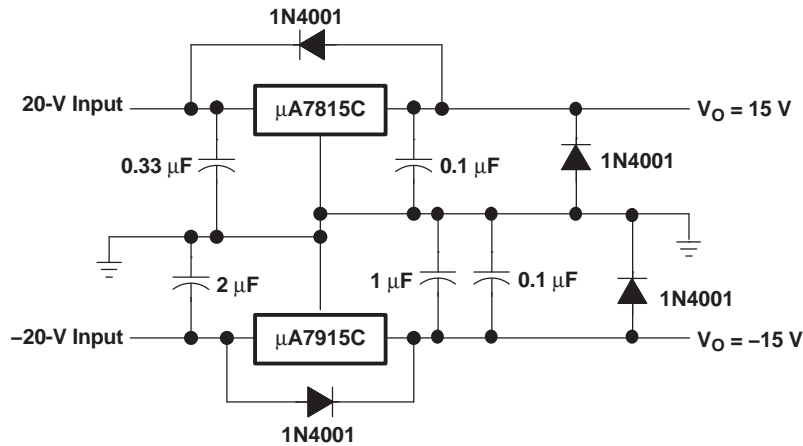 1N4001
20-V Input
μA7815C
V_O = 15 V
0.33 μF
0.1 μF
1N4001
2 μF
1 μF
0.1 μF
1N4001
–20-V Input
μA7915C
V_O = –15 V
1N4001